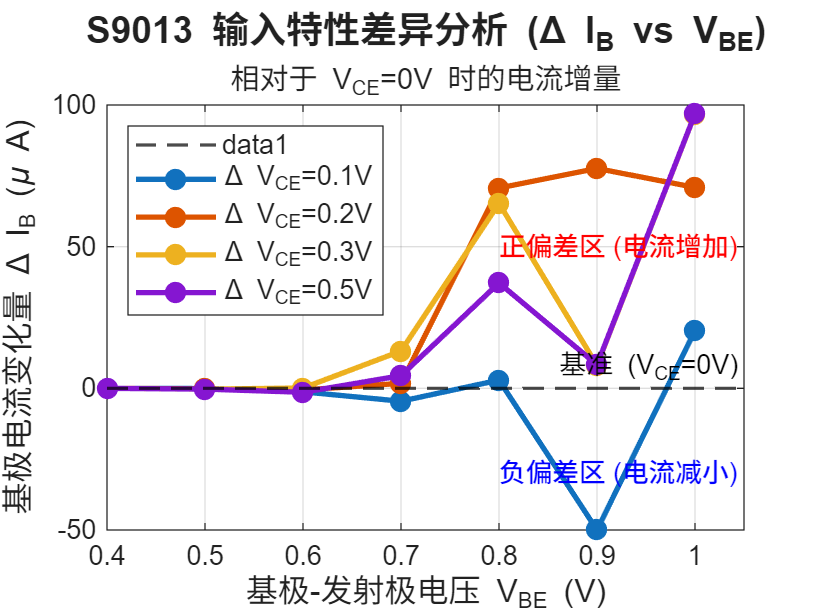 S9013 输入特性差异分析 (Δ I_B vs V_BE)
相对于 V_CE=0V 时的电流增量
100
50
0
-50
基极电流变化量 Δ I_B (μ A)
data1
Δ V_CE=0.1V
Δ V_CE=0.2V
Δ V_CE=0.3V
Δ V_CE=0.5V
正偏差区 (电流增加)
基准 (V_CE=0V)
负偏差区 (电流减小)
0.4 0.5 0.6 0.7 0.8 0.9 1
基极-发射极电压 V_BE (V)